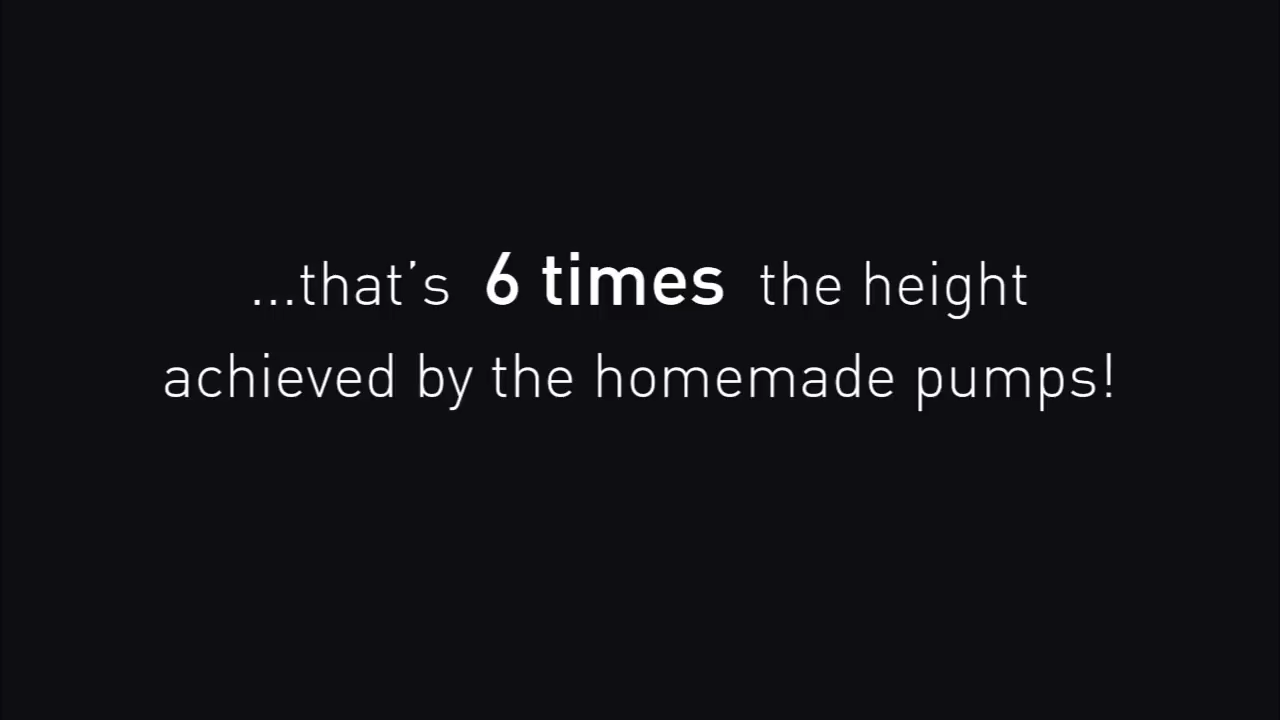 ...that’s 6 times the height
achieved by the homemade pumps!